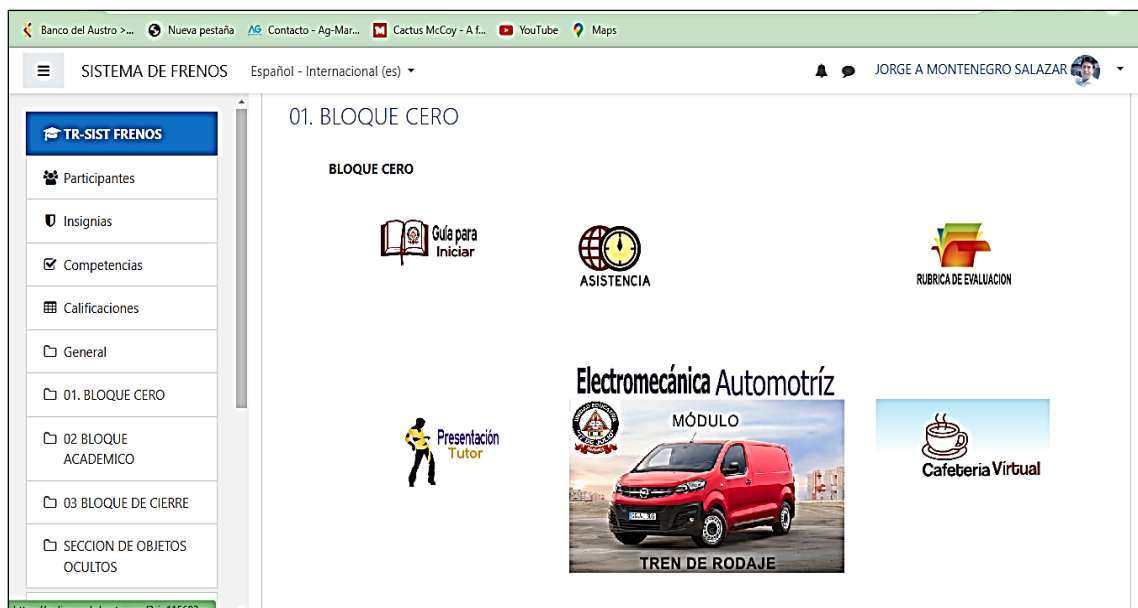 Banco del Austro >...
Nueva pestaña
Contacto - Ag-Mar...
Cactus McCoy - A f...
YouTube
Maps
SISTEMA DE FRENOS
Español - Internacional (es)
JORGE A MONTENEGRO SALAZAR
TR-SIST FRENOS
Participantes
Insignias
Competencias
Calificaciones
General
01. BLOQUE CERO
02 BLOQUE
ACADEMICO
03 BLOQUE DE CIERRE
SECCION DE OBJETOS
OCULTOS
01. BLOQUE CERO
BLOQUE CERO
Guía para
Iniciar
ASISTENCIA
RUBRICA DE EVALUACION
Presentación
Tutor
Electromecánica Automotríz
MÓDULO
TREN DE RODAJE
Cafetería Virtual